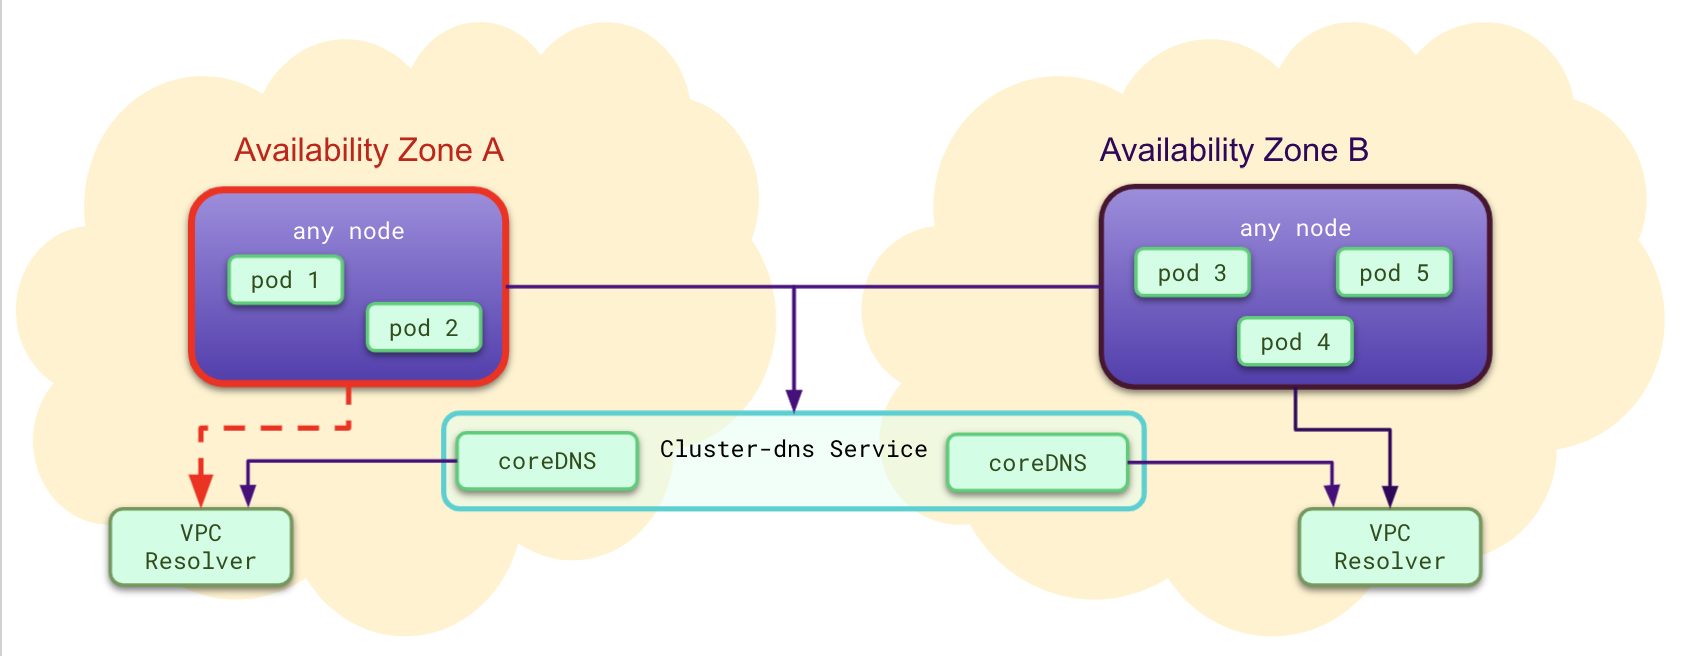 Availability Zone A
any node
pod 1
pod 2
Availability Zone B
any node
pod 3
pod 5
pod 4
Cluster-dns Service
coreDNS
coreDNS
VPC
Resolver
VPC
Resolver